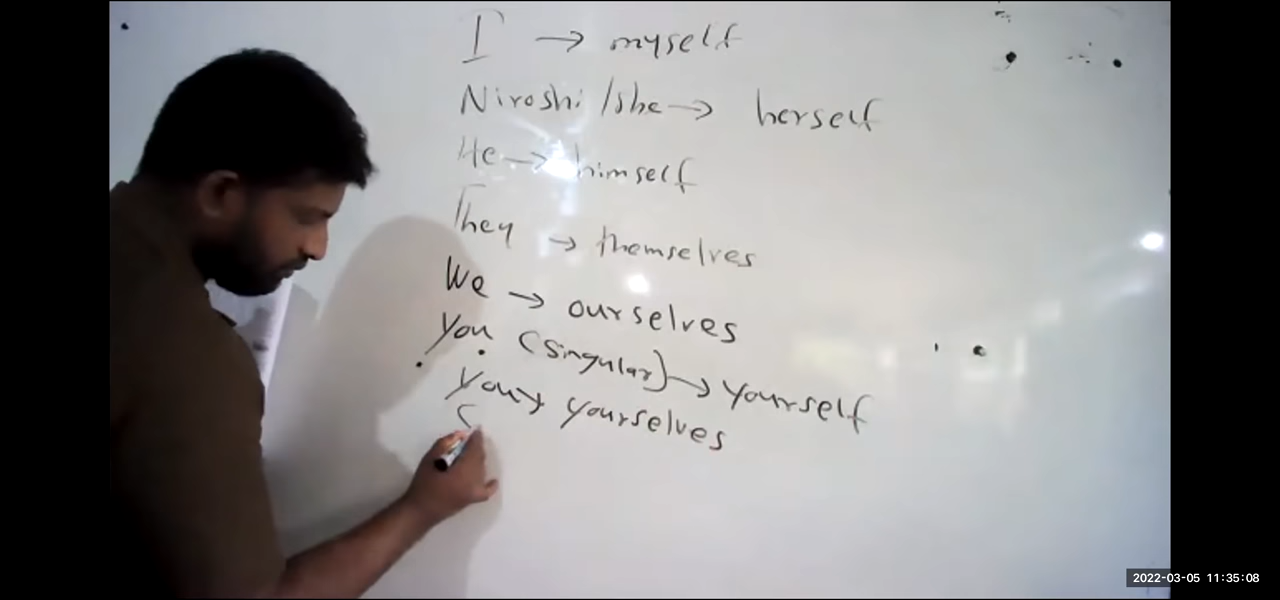 I → myself
Niroshi /she → herself
He → himself
They → themselves
We → ourselves
You (singular) → yourself
You → yourselves
(
2022-03-05 11:35:08